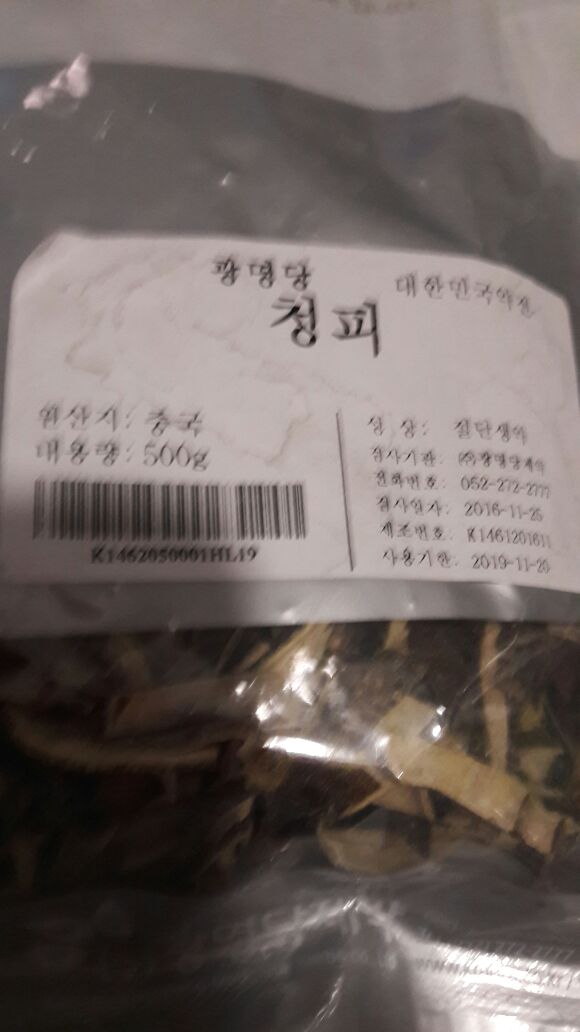 광명당
대한민국약전
청피
원산지: 중국
내용량: 500g
K1462050001HL19
성 상: 절단생약
검사기관: ㈜광명당제약
전화번호: 052-272-2777
검사일자: 2016-11-25
제조번호: K1461201611
사용기한: 2019-11-20